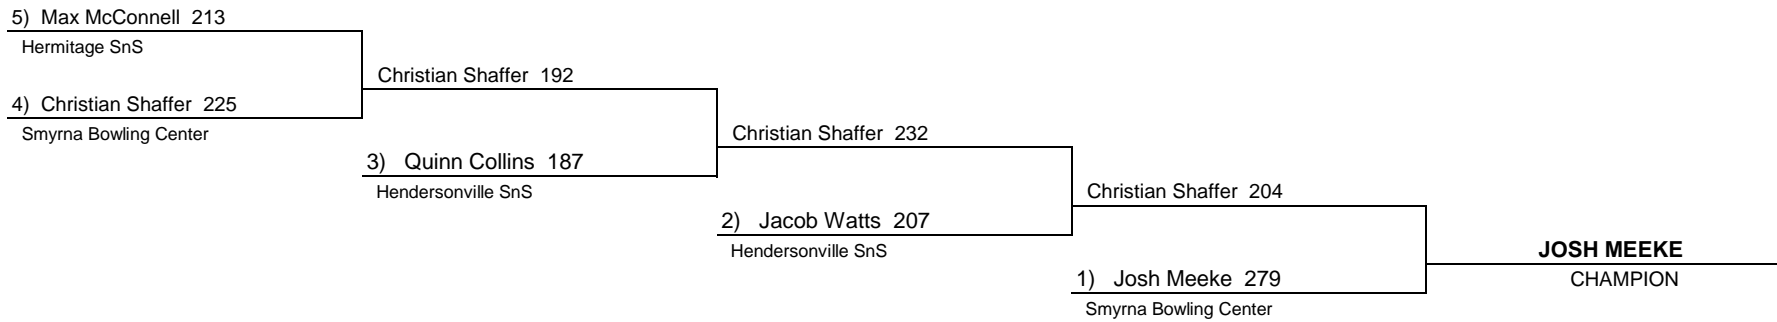 5) Max McConnell 213
Hermitage SnS
Christian Shaffer 192
4) Christian Shaffer 225
Smyrna Bowling Center
Christian Shaffer 232
3) Quinn Collins 187
Hendersonville SnS
Christian Shaffer 204
2) Jacob Watts 207
Hendersonville SnS
JOSH MEEKE
CHAMPION
1) Josh Meeke 279
Smyrna Bowling Center